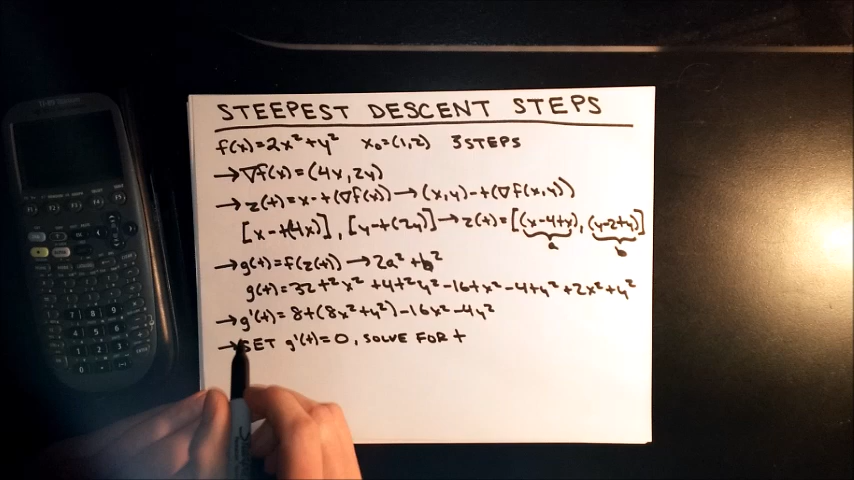 STEEPEST DESCENT STEPS
f(x)=2x²+y² x₀=(1,2) 3 STEPS
→∇f(x)=(4x,2y)
→z(t)=x-t(∇f(x))→(x,y)-t(∇f(x,y))
[x-t(4x)],[y-t(2y)]→z(t)=[(x-4tx),(y-2ty)]
a b
→g(t)=f(z(t))→2a²+b²
g(t)=32t²x²+4t²y²-16tx²-4ty²+2x²+y²
→g'(t)=8t(8x²+y²)-16x²-4y²
→SET g'(t)=0, SOLVE FOR t